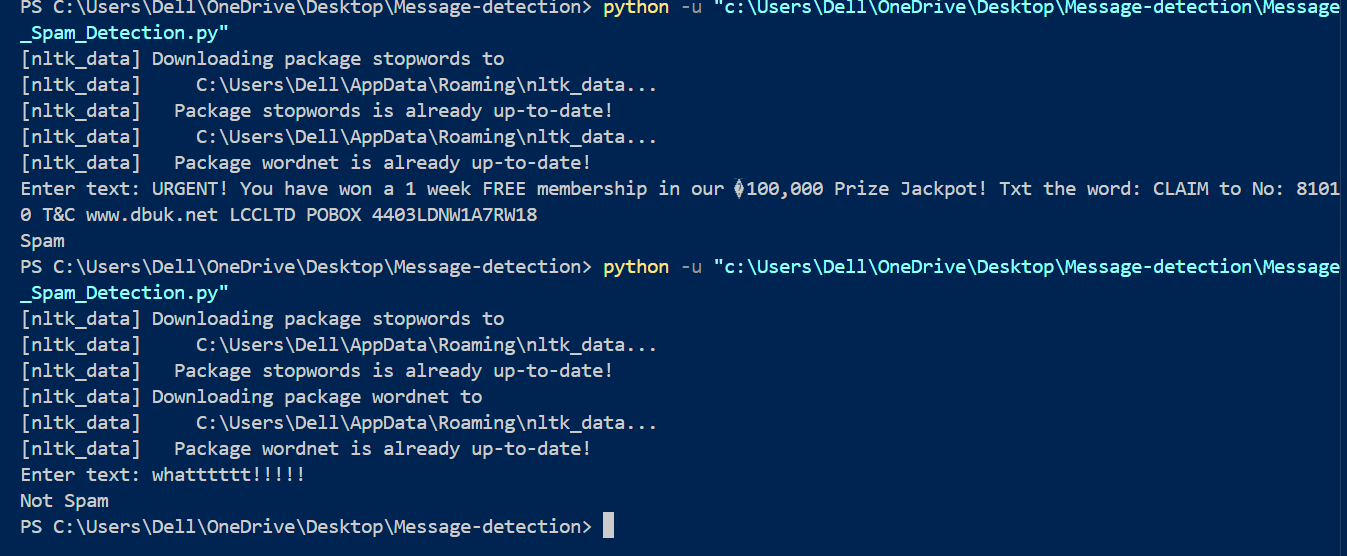 PS C:\Users\Dell\OneDrive\Desktop\Message-detection> python -u "c:\Users\Dell\OneDrive\Desktop\Message-detection\Message
_Spam_Detection.py"
[nltk_data] Downloading package stopwords to
[nltk_data]     C:\Users\Dell\AppData\Roaming\nltk_data...
[nltk_data]   Package stopwords is already up-to-date!
[nltk_data]     C:\Users\Dell\AppData\Roaming\nltk_data...
[nltk_data]   Package wordnet is already up-to-date!
Enter text: URGENT! You have won a 1 week FREE membership in our �100,000 Prize Jackpot! Txt the word: CLAIM to No: 8101
0 T&C www.dbuk.net LCCLTD POBOX 4403LDNW1A7RW18
Spam
PS C:\Users\Dell\OneDrive\Desktop\Message-detection> python -u "c:\Users\Dell\OneDrive\Desktop\Message-detection\Message
_Spam_Detection.py"
[nltk_data] Downloading package stopwords to
[nltk_data]     C:\Users\Dell\AppData\Roaming\nltk_data...
[nltk_data]   Package stopwords is already up-to-date!
[nltk_data] Downloading package wordnet to
[nltk_data]     C:\Users\Dell\AppData\Roaming\nltk_data...
[nltk_data]   Package wordnet is already up-to-date!
Enter text: whatttttt!!!!!
Not Spam
PS C:\Users\Dell\OneDrive\Desktop\Message-detection>